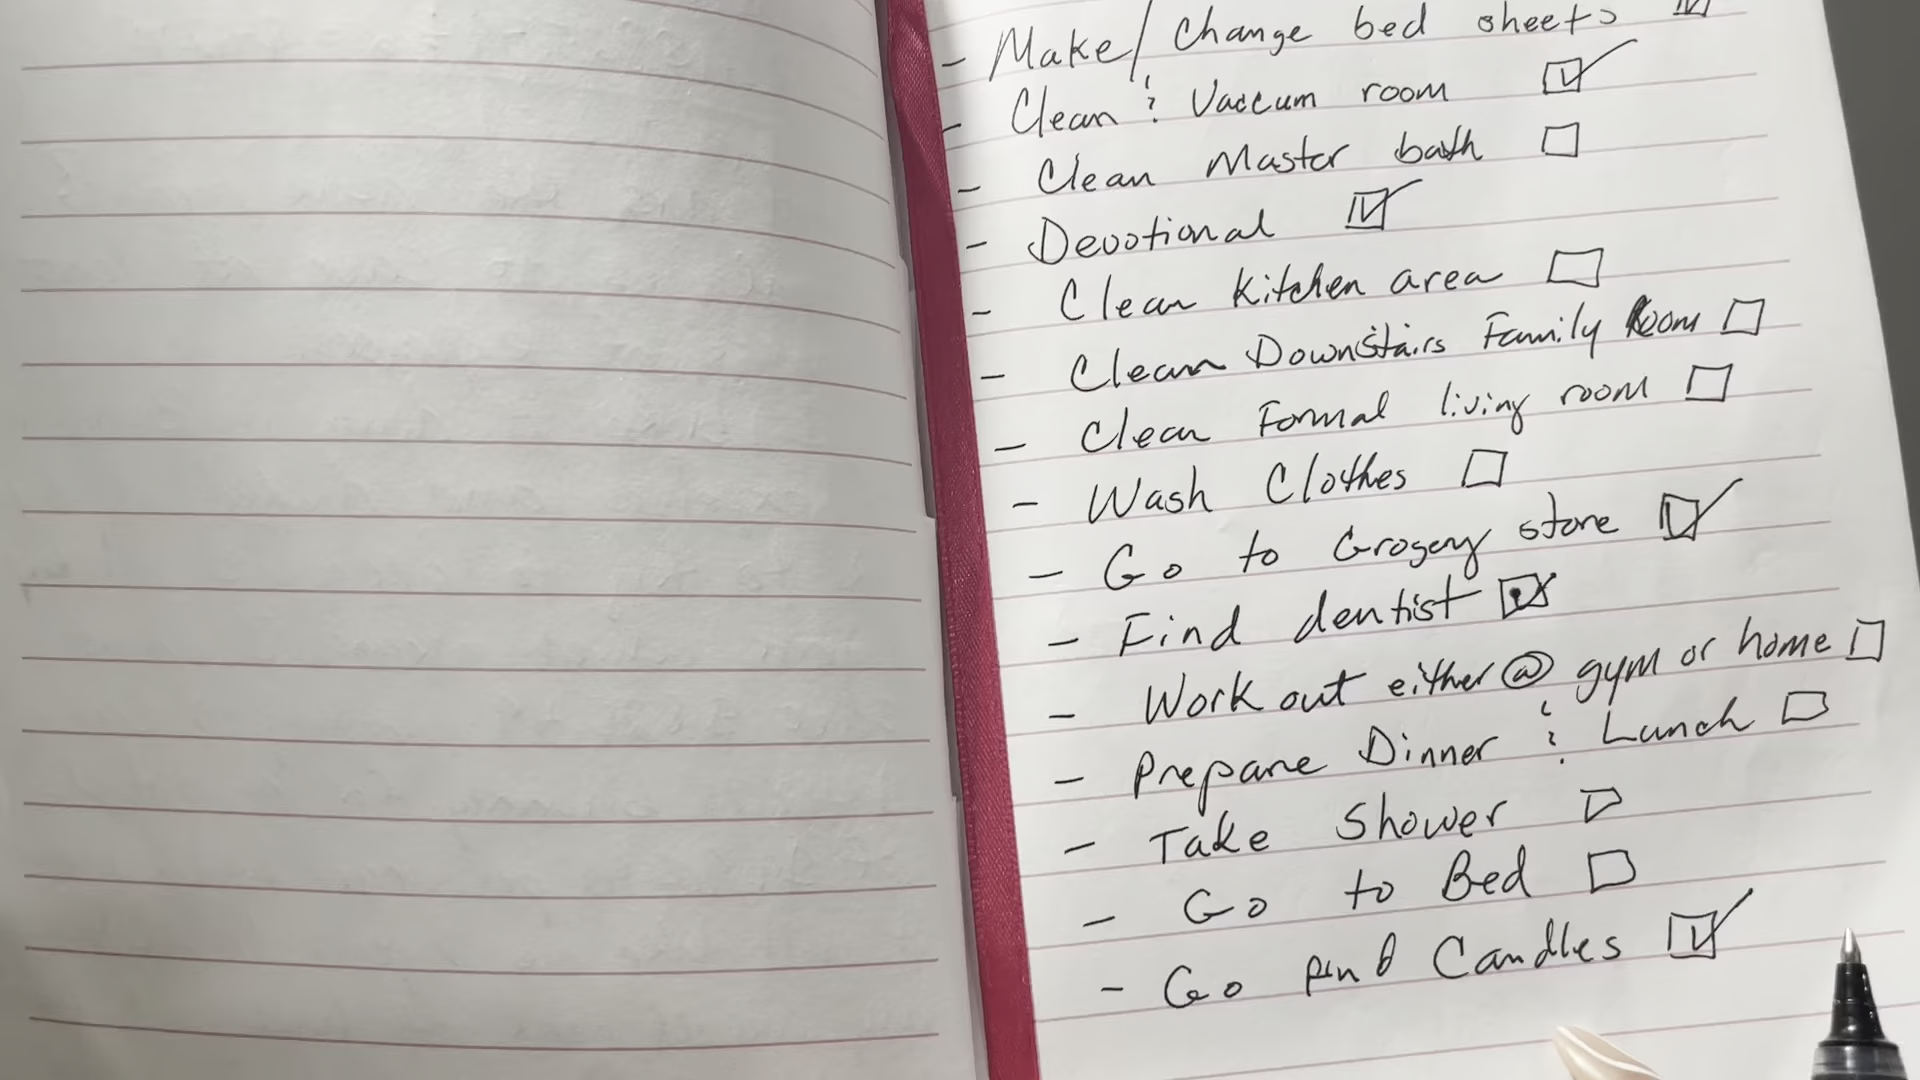 - Make/Change bed sheets ☑
- Clean & Vaccum room ☑
- Clean Master bath ☐
- Devotional ☑
- Clean Kitchen area ☐
- Clean Downstairs Family Room ☐
- Clean Formal living room ☐
- Wash Clothes ☐
- Go to Grogery store ☑
- Find dentist ☑
- Work out either @ gym or home ☐
- Prepare Dinner & Lunch ☐
- Take Shower ☐
- Go to Bed ☐
- Go find Candles ☑